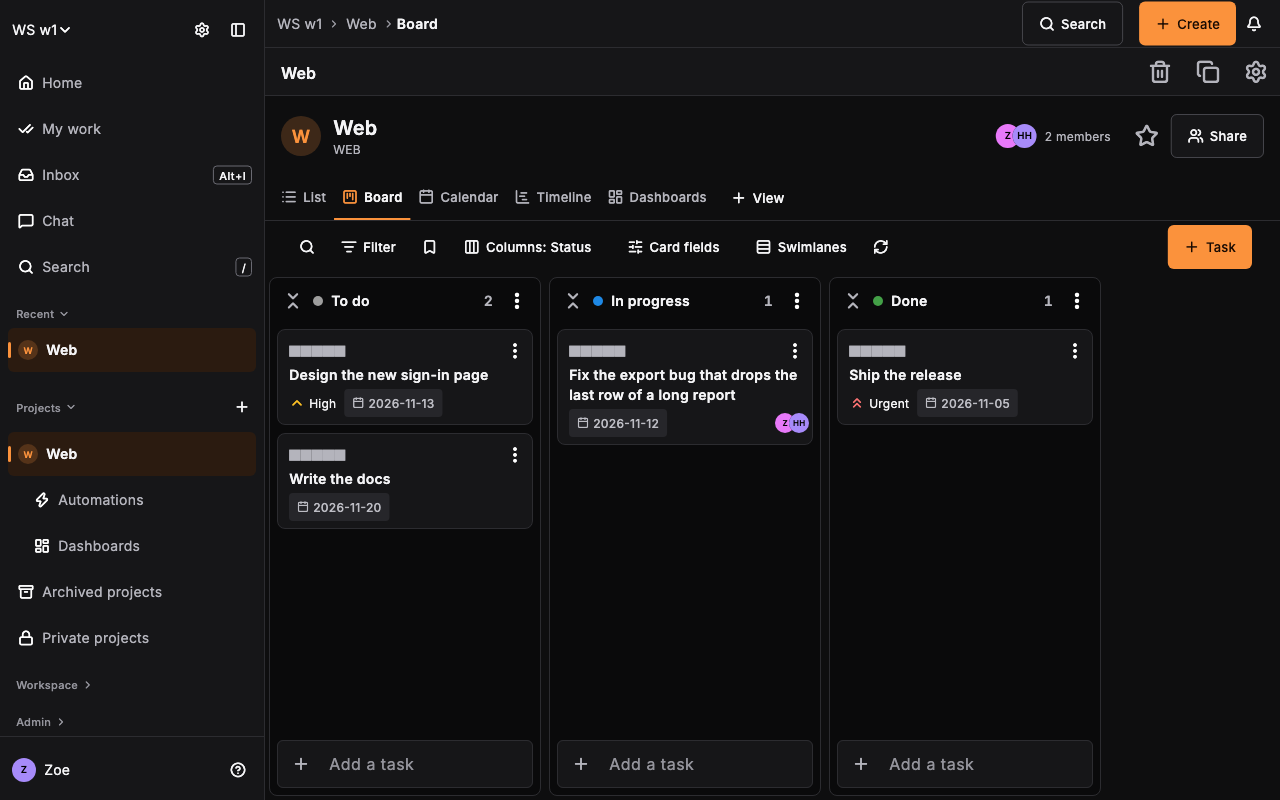 WS w1
Home
My work
Inbox
Alt+I
Chat
Search
/
Recent
W
Web
Projects
W
Web
Automations
Dashboards
Archived projects
Private projects
Workspace
Admin
Z
Zoe
WS w1 > Web > Board
Search
Create
Web
W
Web
WEB
Z
HH
2 members
Share
List
Board
Calendar
Timeline
Dashboards
View
Filter
Columns: Status
Card fields
Swimlanes
Task
To do
2
Design the new sign-in page
High
2026-11-13
Write the docs
2026-11-20
Add a task
In progress
1
Fix the export bug that drops the
last row of a long report
2026-11-12
Z
HH
Add a task
Done
1
Ship the release
Urgent
2026-11-05
Add a task